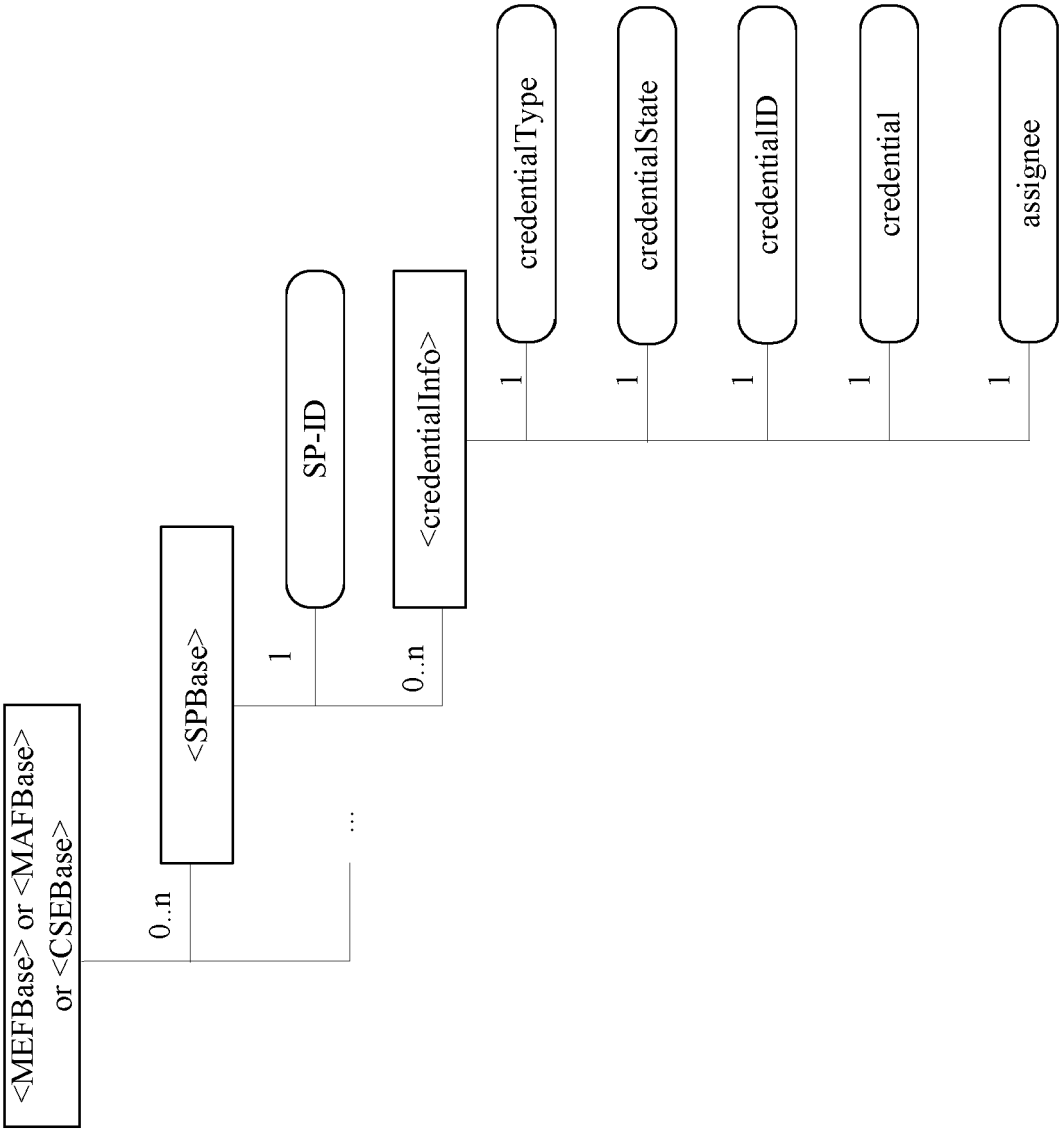 <MEFBase> or <MAFBase>
or <CSEBase>
0..n
<SPBase>
...
1
SP-ID
0..n
<credentialInfo>
1
credentialType
1
credentialState
1
credentialID
1
credential
1
assignee